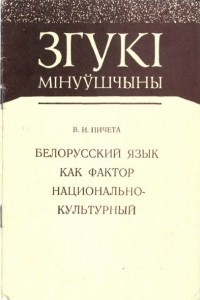 ЗГУКІ
МІНУЎШЧЫНЫ
В. И. ПИЧЕТА
БЕЛОРУССКИЙ ЯЗЫК
КАК ФАКТОР
НАЦИОНАЛЬНО-
КУЛЬТУРНЫЙ